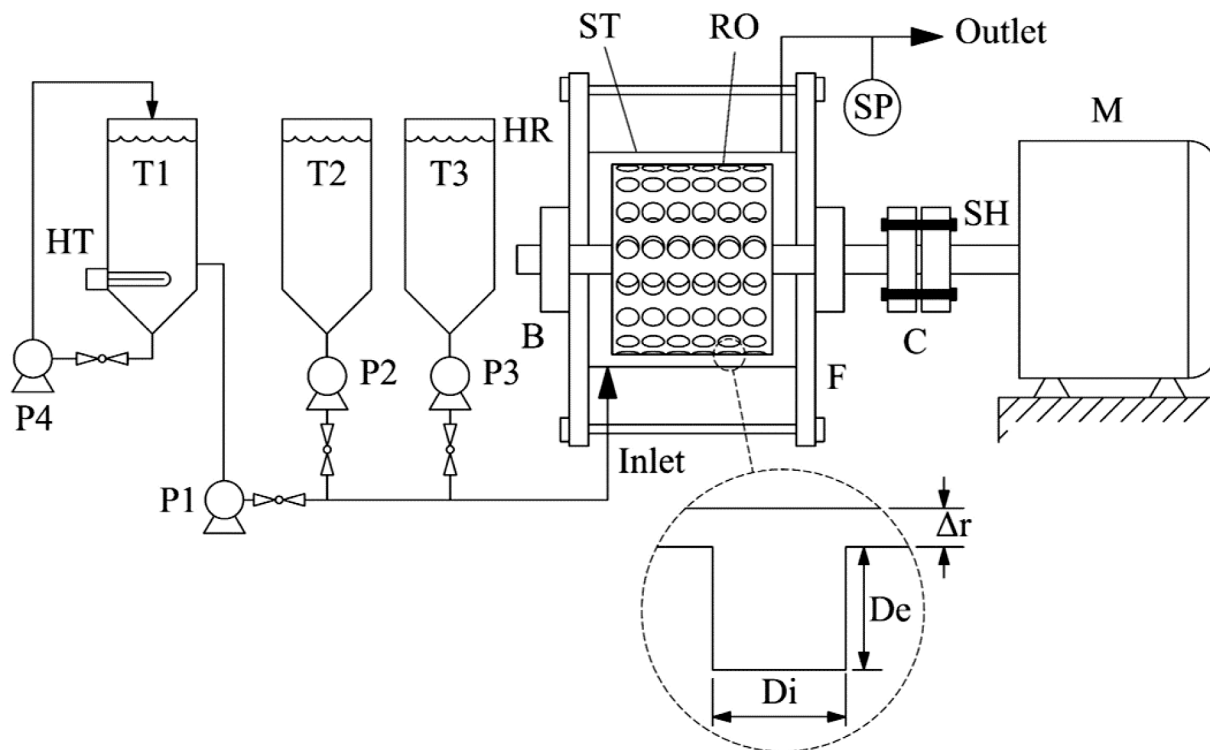 ST
RO
Outlet
SP
M
HR
T1
T2
T3
HT
SH
B
P2
P3
F
C
P4
Inlet
P1
Δr
De
Di